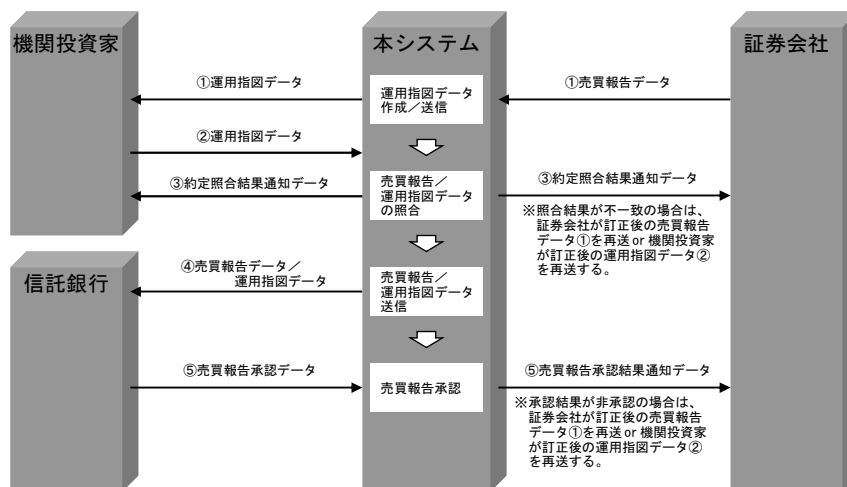 機関投資家
本システム
証券会社
①運用指図データ
運用指図データ
作成／送信
①売買報告データ
②運用指図データ
③約定照合結果通知データ
売買報告／
運用指図データ
の照合
③約定照合結果通知データ
※照合結果が不一致の場合は、
証券会社が訂正後の売買報告
データ①を再送 or 機関投資家
が訂正後の運用指図データ②
を再送する。
信託銀行
④売買報告データ／
運用指図データ
売買報告／
運用指図データ
送信
⑤売買報告承認データ
売買報告承認
⑤売買報告承認結果通知データ
※承認結果が非承認の場合は、
証券会社が訂正後の売買報告
データ①を再送 or 機関投資家
が訂正後の運用指図データ②
を再送する。